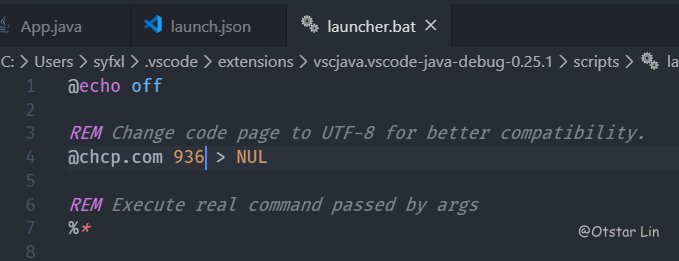 App.java launch.json launcher.bat
C: > Users > syfxl > .vscode > extensions > vscjava.vscode-java-debug-0.25.1 > scripts > la
1 @echo off
2
3 REM Change code page to UTF-8 for better compatibility.
4 @chcp.com 936 > NUL
5
6 REM Execute real command passed by args
7 %*
8
@Otstar Lin